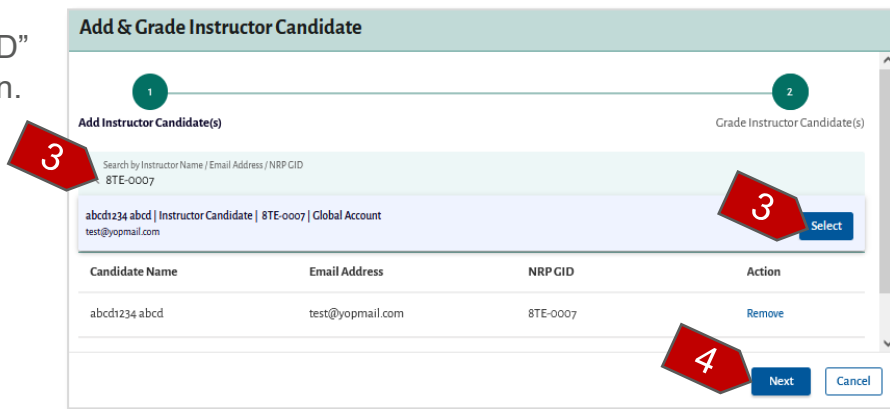 D”
n.
Add & Grade Instructor Candidate
1
2
Add Instructor Candidate(s)
Grade Instructor Candidate(s)
3
Search by Instructor Name / Email Address / NRP GID
8TE-0007
abcd1234 abcd | Instructor Candidate | 8TE-0007 | Global Account
test@yopmail.com
3
Select
Candidate Name Email Address NRP GID Action
abcd1234 abcd test@yopmail.com 8TE-0007 Remove
4
Next Cancel